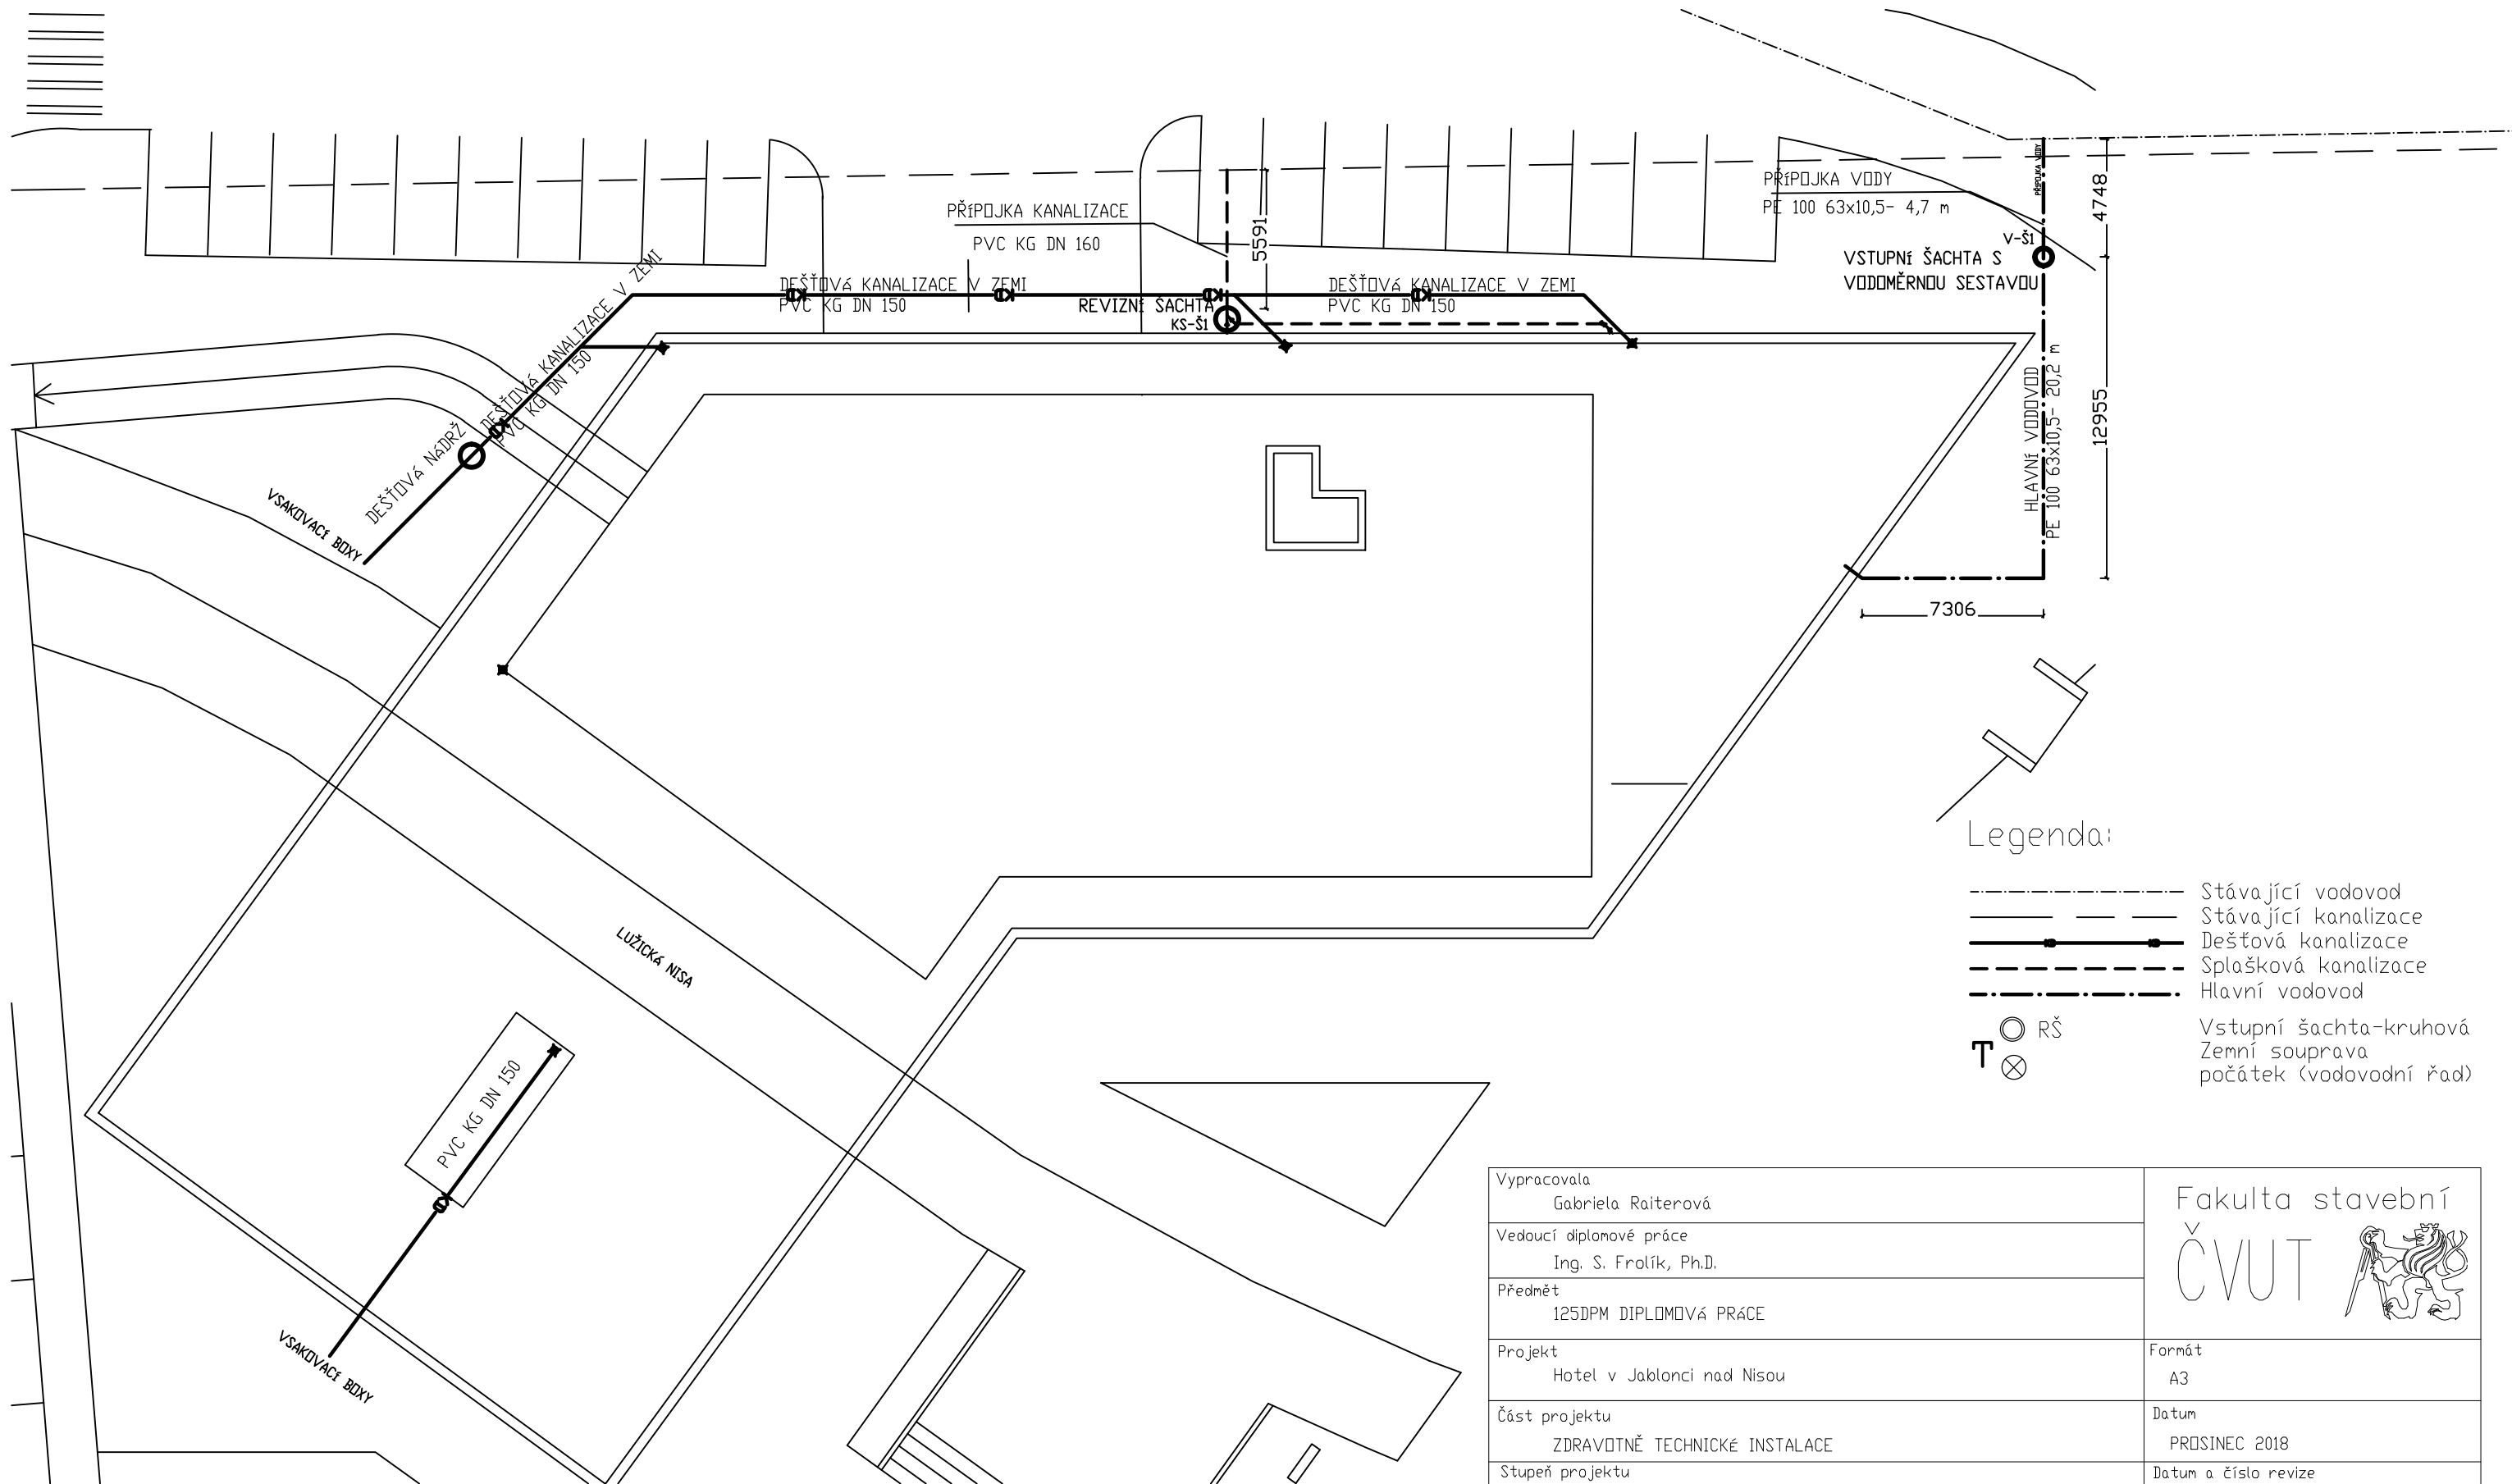 PŘÍPOJKA VODY
PŘÍPOJKA VODY
PE 100 63x10,5- 4,7 m
4748
V-Š1
VSTUPNÍ ŠACHTA S
VODOMĚRNOU SESTAVOU
PŘÍPOJKA KANALIZACE
PVC KG DN 160
5591
DEŠŤOVÁ KANALIZACE V ZEMI
PVC KG DN 150
REVIZNÍ ŠACHTA
KS-Š1
DEŠŤOVÁ KANALIZACE V ZEMI
PVC KG DN 150
DEŠŤOVÁ KANALIZACE V ZEMI
PVC KG DN 150
DEŠŤOVÁ NÁDRŽ
VSAKOVACÍ BOXY
HLAVNÍ VODOVOD
PE 100 63x10,5- 20,2 m
12955
7306
LUŽICKÁ NISA
PVC KG DN 150
VSAKOVACÍ BOXY
Legenda:
Stávající vodovod
Stávající kanalizace
Dešťová kanalizace
Splašková kanalizace
Hlavní vodovod
RŠ
Vstupní šachta-kruhová
Zemní souprava
počátek (vodovodní řad)
Vypracovala
Gabriela Raiterová
Vedoucí diplomové práce
Ing. S. Frolík, Ph.D.
Předmět
125DPM DIPLOMOVÁ PRÁCE
Projekt
Hotel v Jablonci nad Nisou
Část projektu
ZDRAVOTNĚ TECHNICKÉ INSTALACE
Stupeň projektu
Fakulta stavební
ČVUT
Formát
A3
Datum
PROSINEC 2018
Datum a číslo revize